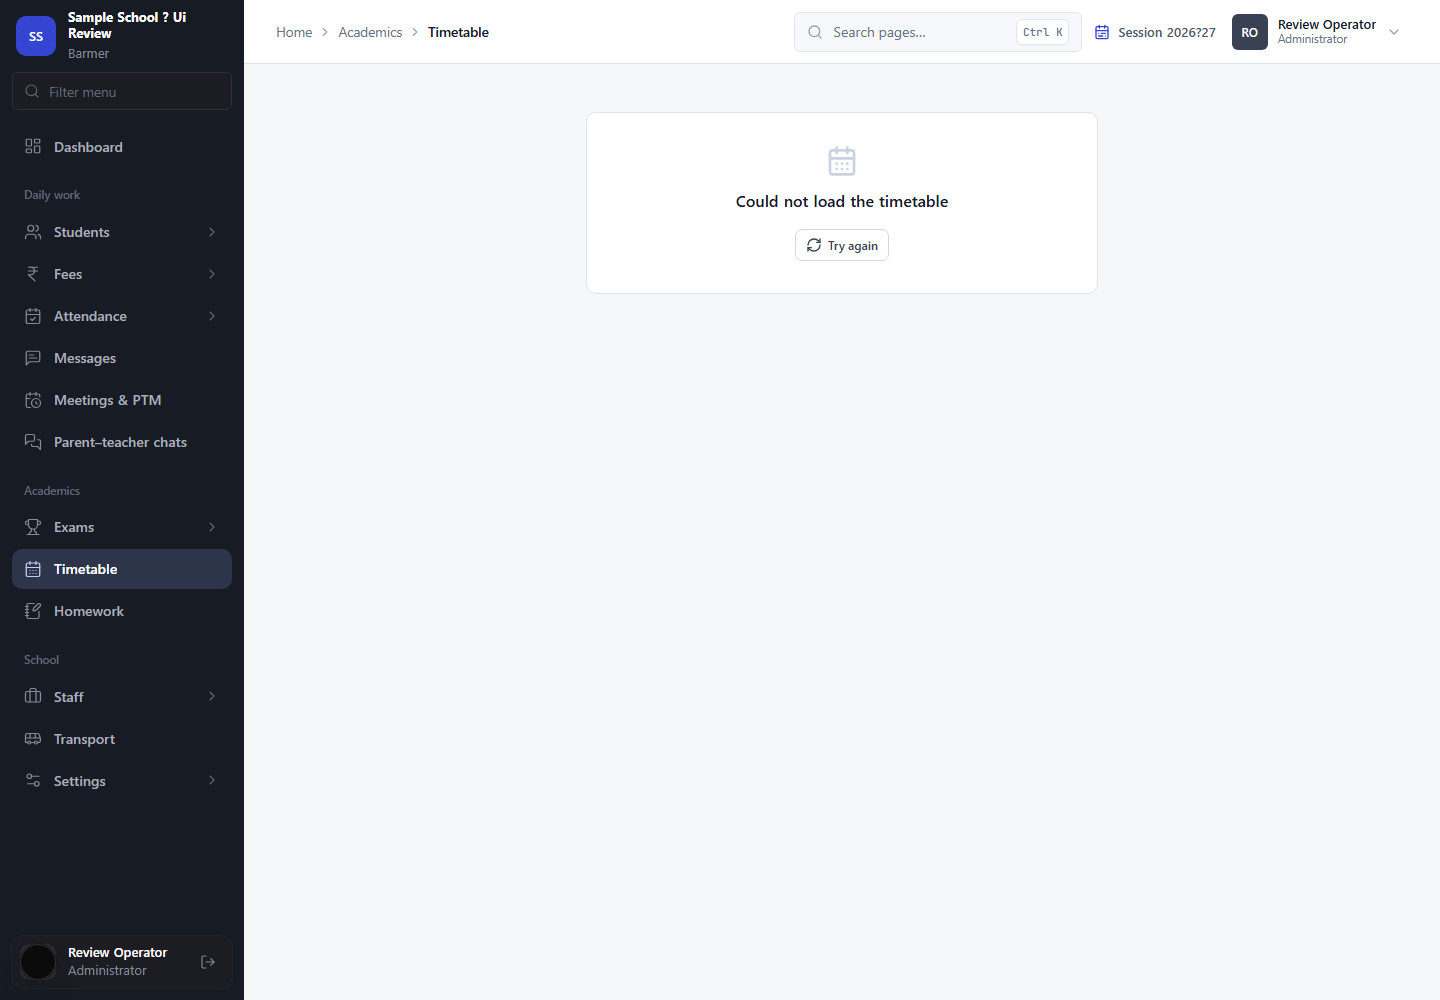 SS
Sample School ? Ui
Review
Barmer
Filter menu
Dashboard
Daily work
Students
Fees
Attendance
Messages
Meetings & PTM
Parent–teacher chats
Academics
Exams
Timetable
Homework
School
Staff
Transport
Settings
Review Operator
Administrator
Home > Academics > Timetable
Search pages...
Ctrl K
Session 2026?27
RO
Review Operator
Administrator
Could not load the timetable
Try again